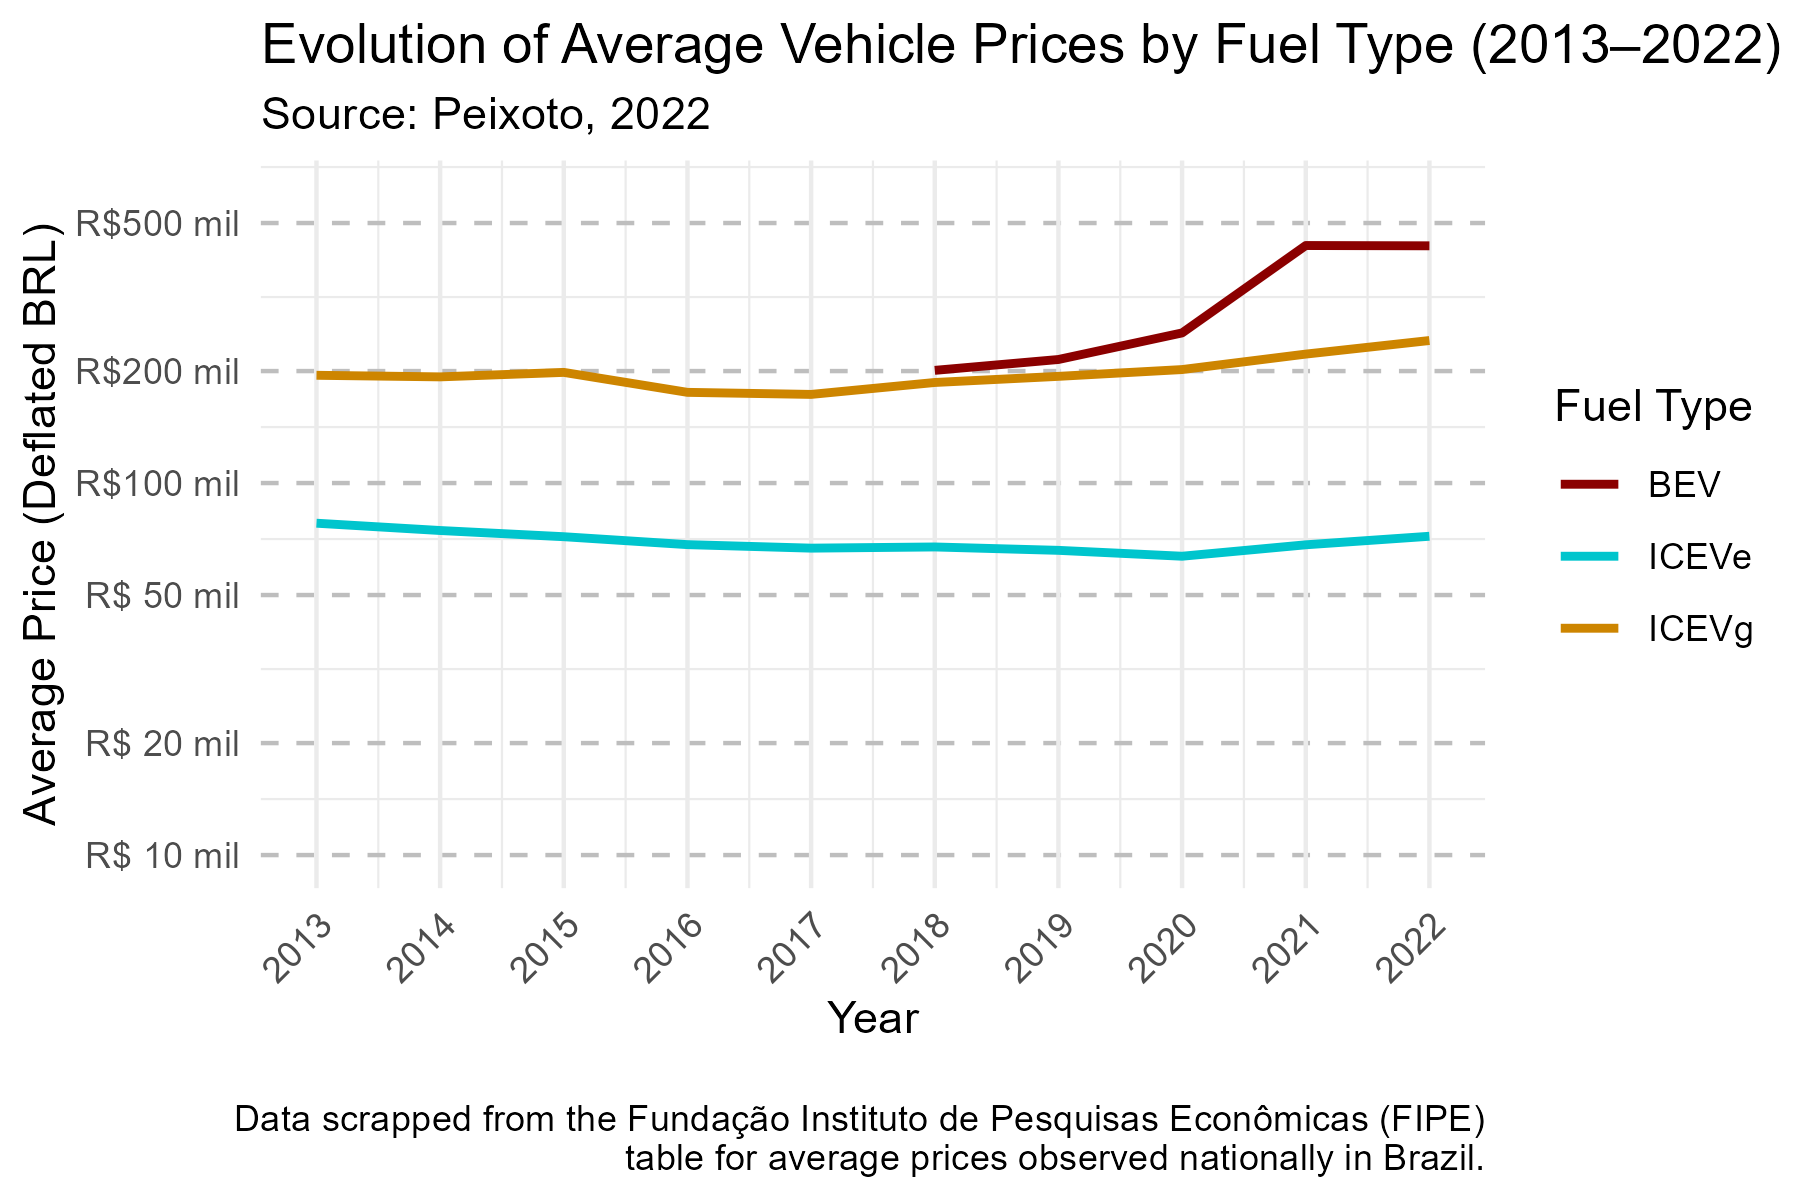 Evolution of Average Vehicle Prices by Fuel Type (2013–2022)
Source: Peixoto, 2022
Average Price (Deflated BRL)
R$500 mil
R$200 mil
R$100 mil
R$ 50 mil
R$ 20 mil
R$ 10 mil
2013
2014
2015
2016
2017
2018
2019
2020
2021
2022
Year
Fuel Type
BEV
ICEVe
ICEVg
Data scrapped from the Fundação Instituto de Pesquisas Econômicas (FIPE)
table for average prices observed nationally in Brazil.